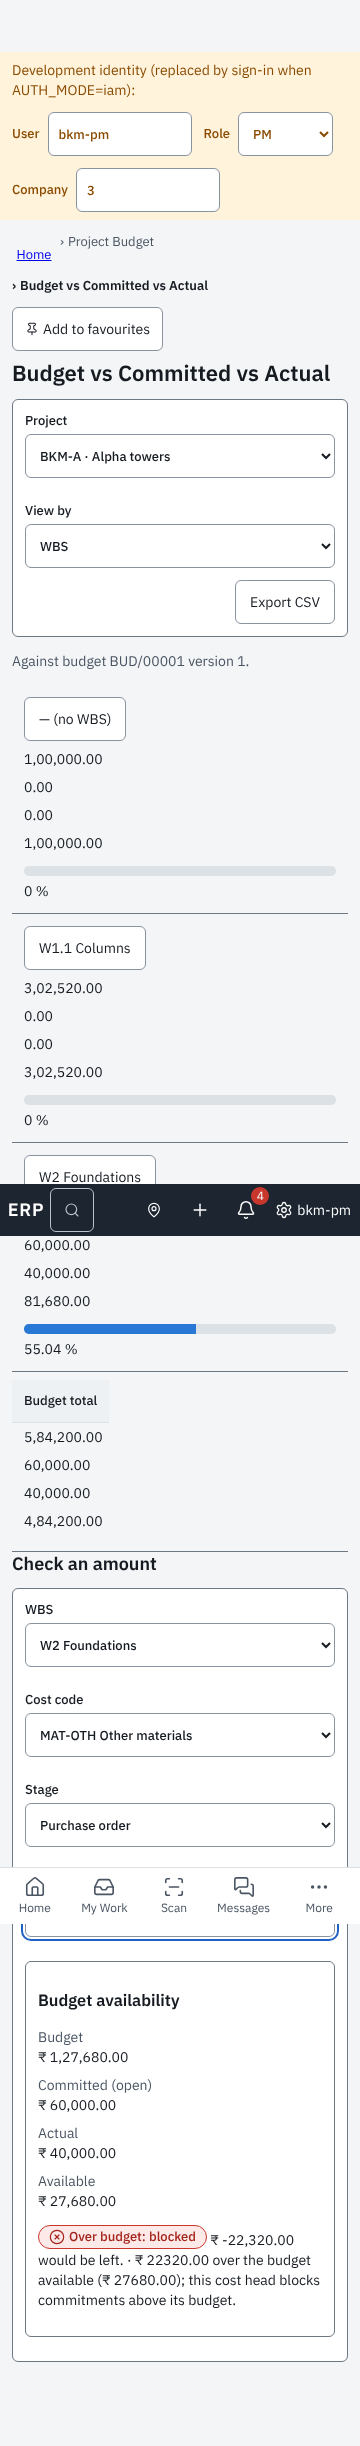 Development identity (replaced by sign-in when
AUTH_MODE=iam):
User bkm-pm Role PM
Company 3
Home › Project Budget
› Budget vs Committed vs Actual
Add to favourites
Budget vs Committed vs Actual
Project
BKM-A · Alpha towers
View by
WBS
Export CSV
Against budget BUD/00001 version 1.
— (no WBS)
1,00,000.00
0.00
0.00
1,00,000.00
0 %
W1.1 Columns
3,02,520.00
0.00
0.00
3,02,520.00
0 %
W2 Foundations
ERP 4 bkm-pm
60,000.00
40,000.00
81,680.00
55.04 %
Budget total
5,84,200.00
60,000.00
40,000.00
4,84,200.00
Check an amount
WBS
W2 Foundations
Cost code
MAT-OTH Other materials
Stage
Purchase order
Home My Work Scan Messages More
Budget availability
Budget
₹ 1,27,680.00
Committed (open)
₹ 60,000.00
Actual
₹ 40,000.00
Available
₹ 27,680.00
Over budget: blocked ₹ -22,320.00
would be left. · ₹ 22320.00 over the budget
available (₹ 27680.00); this cost head blocks
commitments above its budget.